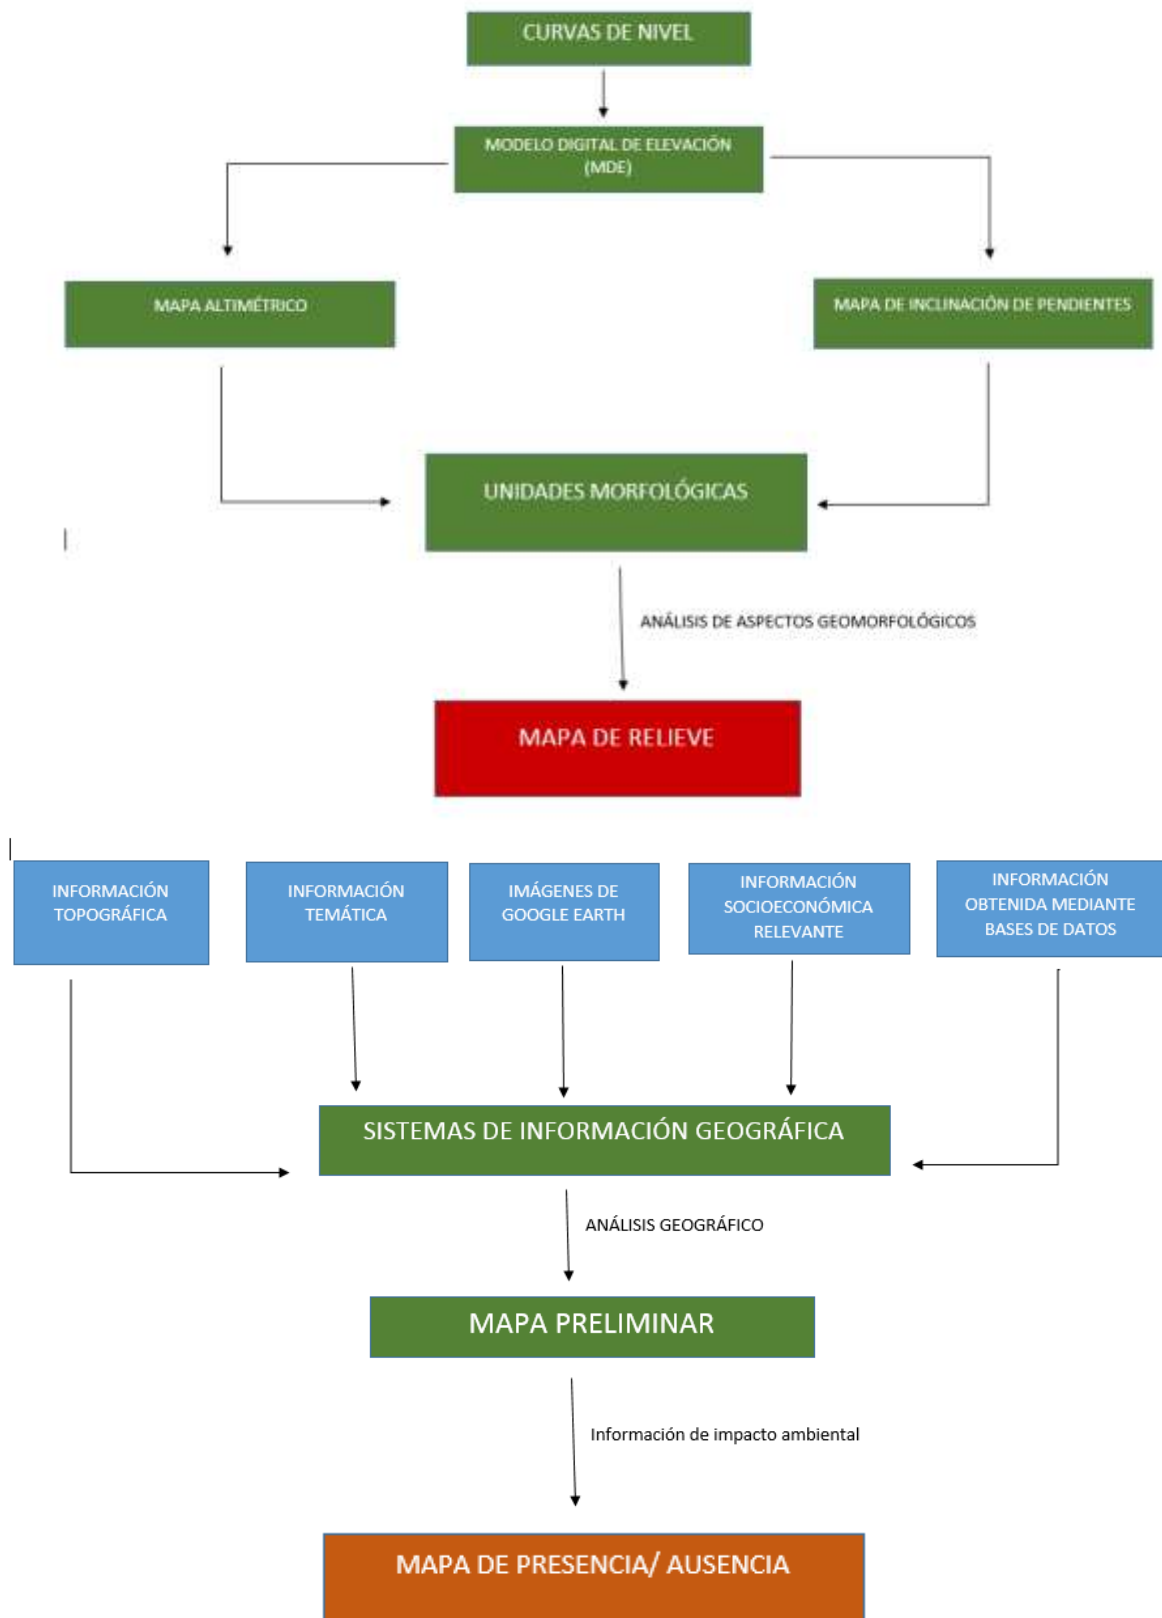 CURVAS DE NIVEL
MODELO DIGITAL DE ELEVACIÓN
(MDE)
MAPA ALTIMÉTRICO
MAPA DE INCLINACIÓN DE PENDIENTES
UNIDADES MORFOLÓGICAS
ANÁLISIS DE ASPECTOS GEOMORFOLÓGICOS
MAPA DE RELIEVE
INFORMACIÓN
TOPOGRÁFICA
INFORMACIÓN
TEMÁTICA
IMÁGENES DE
GOOGLE EARTH
INFORMACIÓN
SOCIOECONÓMICA
RELEVANTE
INFORMACIÓN
OBTENIDA MEDIANTE
BASES DE DATOS
SISTEMAS DE INFORMACIÓN GEOGRÁFICA
ANÁLISIS GEOGRÁFICO
MAPA PRELIMINAR
Información de impacto ambiental
MAPA DE PRESENCIA/ AUSENCIA